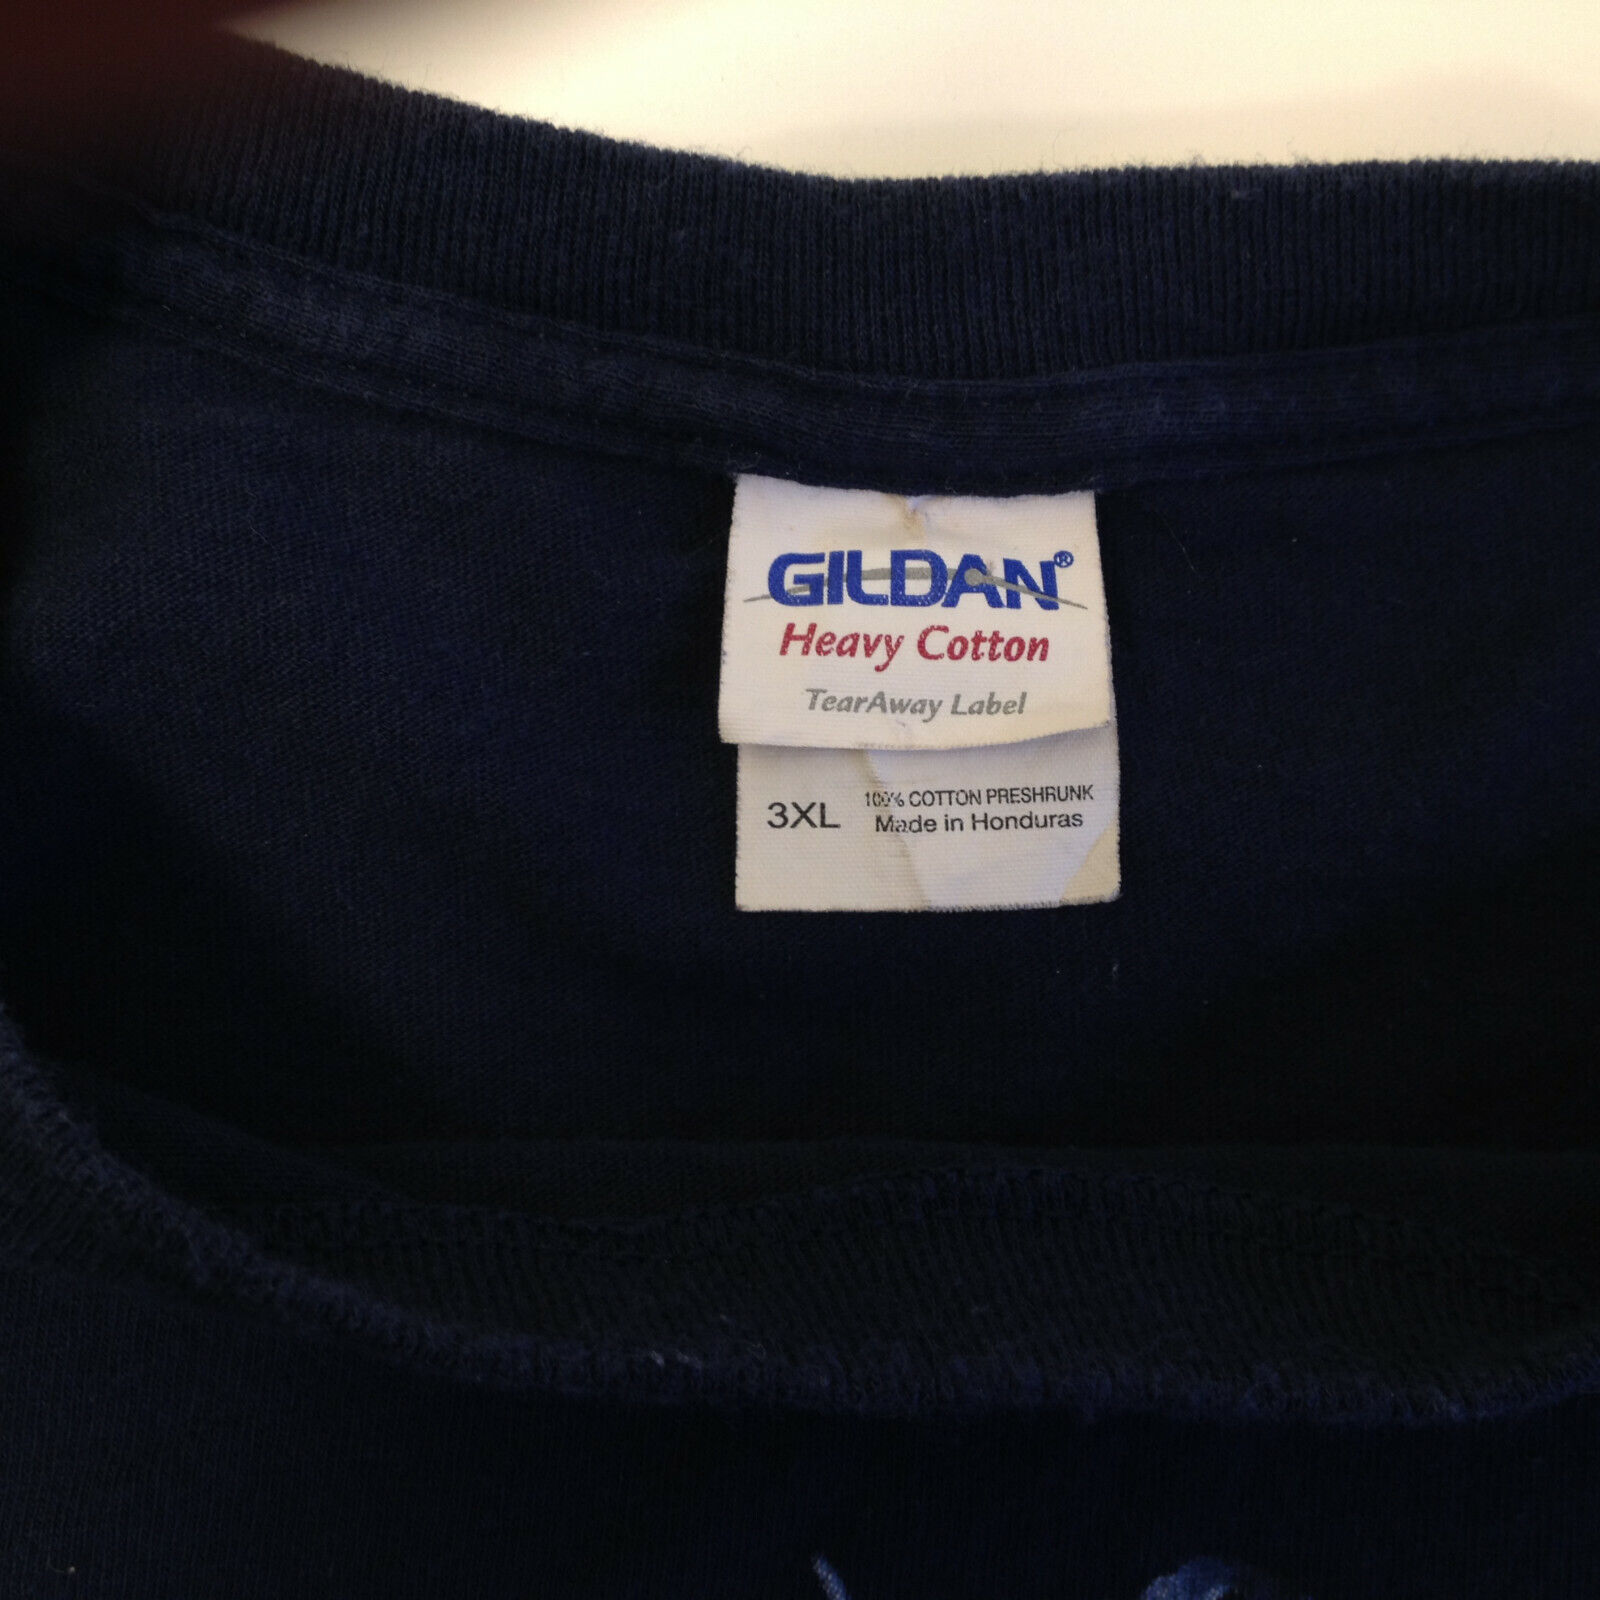 GILDAN®
Heavy Cotton
TearAway Label
3XL
100% COTTON PRESHRUNK
Made in Honduras